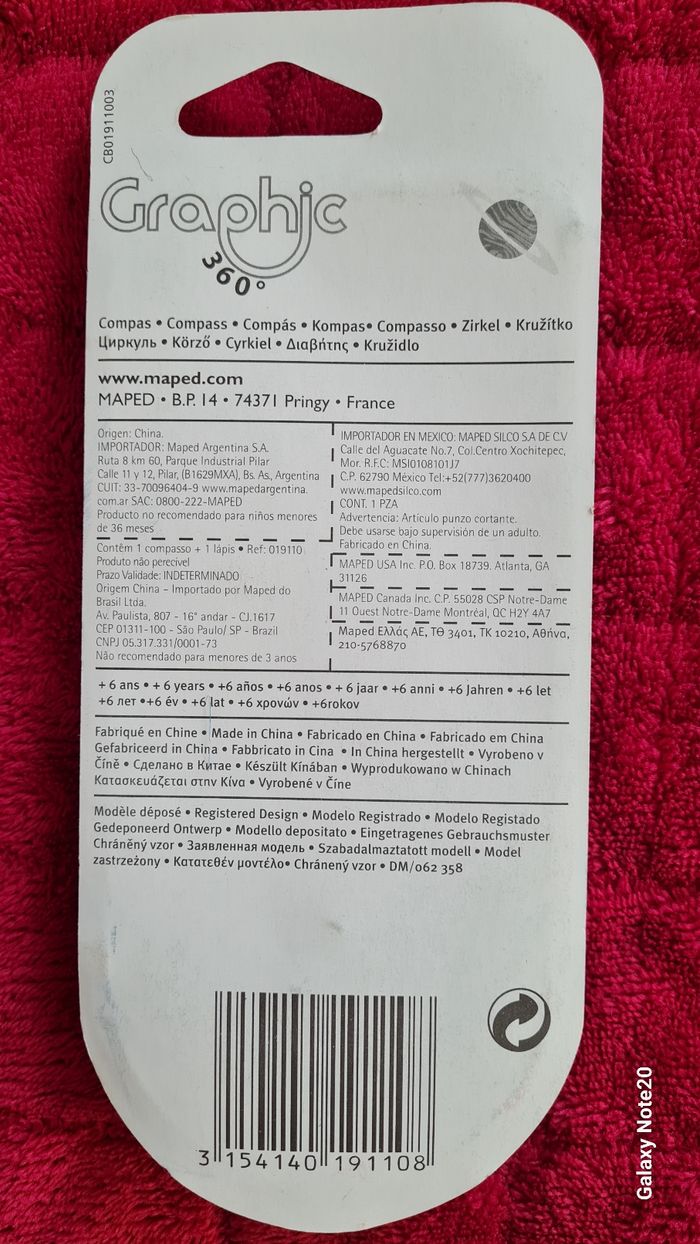 CB01911003
Graphic
360°
Compas • Compass • Compás • Kompas• Compasso • Zirkel • Kružítko
Циркуль • Körző • Cyrkiel • Διαβήτης • Kružidlo
www.maped.com
MAPED • B.P. 14 • 74371 Pringy • France
Origen: China.
IMPORTADOR: Maped Argentina S.A.
Ruta 8 km 60, Parque Industrial Pilar
Calle 11 y 12, Pilar, (B1629MXA), Bs. As, Argentina
CUIT: 33-70096404-9 www.mapedargentina.
com.ar SAC: 0800-222-MAPED
Producto no recomendado para niños menores
de 36 meses
Contêm 1 compasso + 1 lápis • Ref: 019110
Produto não perecível
Prazo Validade: INDETERMINADO
Origem China - Importado por Maped do
Brasil Ltda.
Av. Paulista, 807 - 16° andar - CJ.1617
CEP 01311-100 - São Paulo/ SP - Brazil
CNPJ 05.317.331/0001-73
Não recomendado para menores de 3 anos
IMPORTADOR EN MEXICO: MAPED SILCO S.A DE C.V
Calle del Aguacate No.7, Col.Centro Xochitepec,
Mor. R.F.C: MSI0108101J7
C.P. 62790 México Tel:+52(777)3620400
www.mapedsilco.com
CONT. 1 PZA
Advertencia: Artículo punzo cortante.
Debe usarse bajo supervisión de un adulto.
Fabricado en China.
MAPED USA Inc. P.O. Box 18739. Atlanta, GA
31126
MAPED Canada Inc. C.P. 55028 CSP Notre-Dame
11 Ouest Notre-Dame Montréal, QC H2Y 4A7
Maped Ελλάς ΑΕ, ΤΘ 3401, ΤΚ 10210, Αθήνα,
210-5768870
+ 6 ans • + 6 years • +6 años • +6 anos • + 6 jaar • +6 anni • +6 Jahren • +6 let
+6 лет •+6 év • +6 lat • +6 χρονών • +6rokov
Fabriqué en Chine • Made in China • Fabricado en China • Fabricado em China
Gefabriceerd in China • Fabbricato in Cina • In China hergestellt • Vyrobeno v
Číně • Сделано в Китае • Készült Kínában • Wyprodukowano w Chinach
Κατασκευάζεται στην Κίνα • Vyrobené v Číne
Modèle déposé • Registered Design • Modelo Registrado • Modelo Registado
Gedeponeerd Ontwerp • Modello depositato • Eingetragenes Gebrauchsmuster
Chráněný vzor • Заявленная модель • Szabadalmaztatott modell • Model
zastrzeżony • Κατατεθέν μοντέλο• Chránený vzor • DM/062 358
3 154140 191108
Galaxy Note20